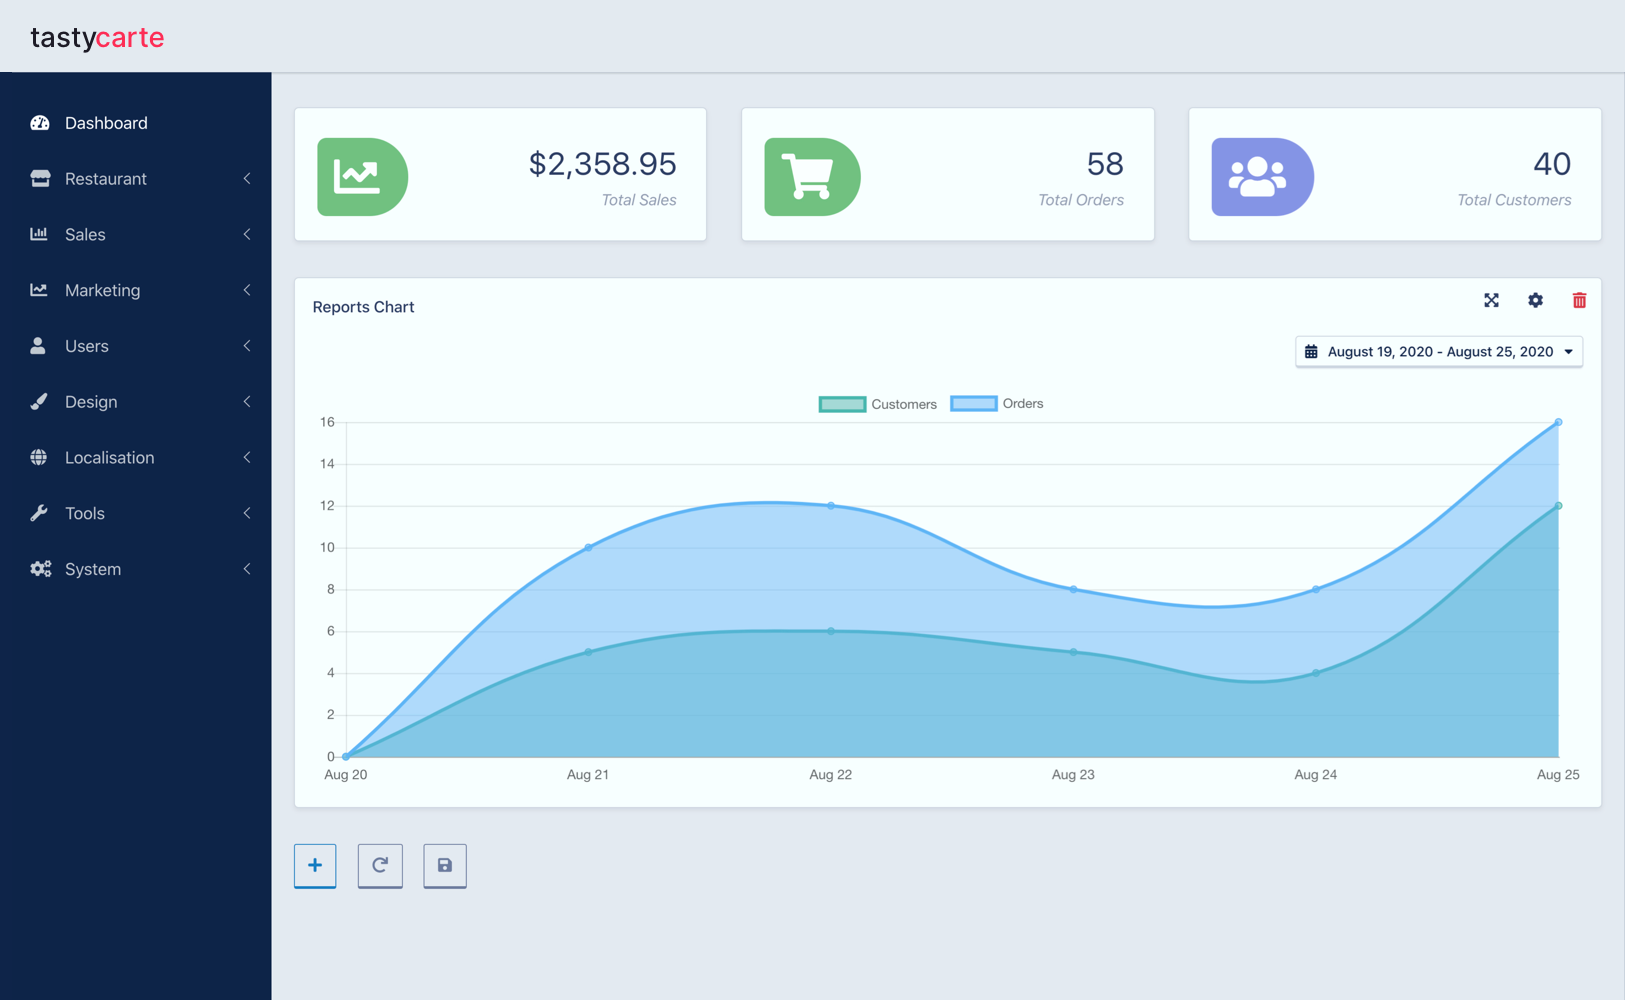 tastycarte
Dashboard
Restaurant
Sales
Marketing
Users
Design
Localisation
Tools
System
$2,358.95
Total Sales
58
Total Orders
40
Total Customers
Reports Chart
August 19, 2020 - August 25, 2020
Customers Orders
16
14
12
10
8
6
4
2
0
Aug 20 Aug 21 Aug 22 Aug 23 Aug 24 Aug 25